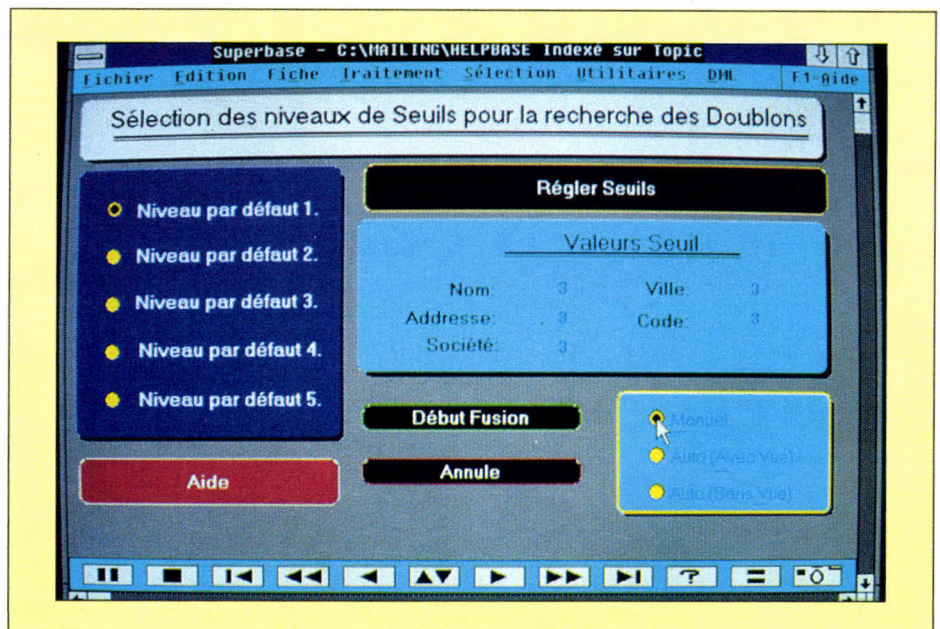 Superbase - C:\MAILING\HELPBASE Indexé sur Topic
Fichier Edition Fiche Traitement Sélection Utilitaires DML F1=Aide
Sélection des niveaux de Seuils pour la recherche des Doublons
Niveau par défaut 1.
Niveau par défaut 2.
Niveau par défaut 3.
Niveau par défaut 4.
Niveau par défaut 5.
Aide
Régler Seuils
Valeurs Seuil
Nom: 3 Ville: 3
Addresse: 3 Code: 3
Société: 3
Début Fusion
Annule
Manuel
Auto (Avec Vue)
Auto (Sans Vue)
?
=